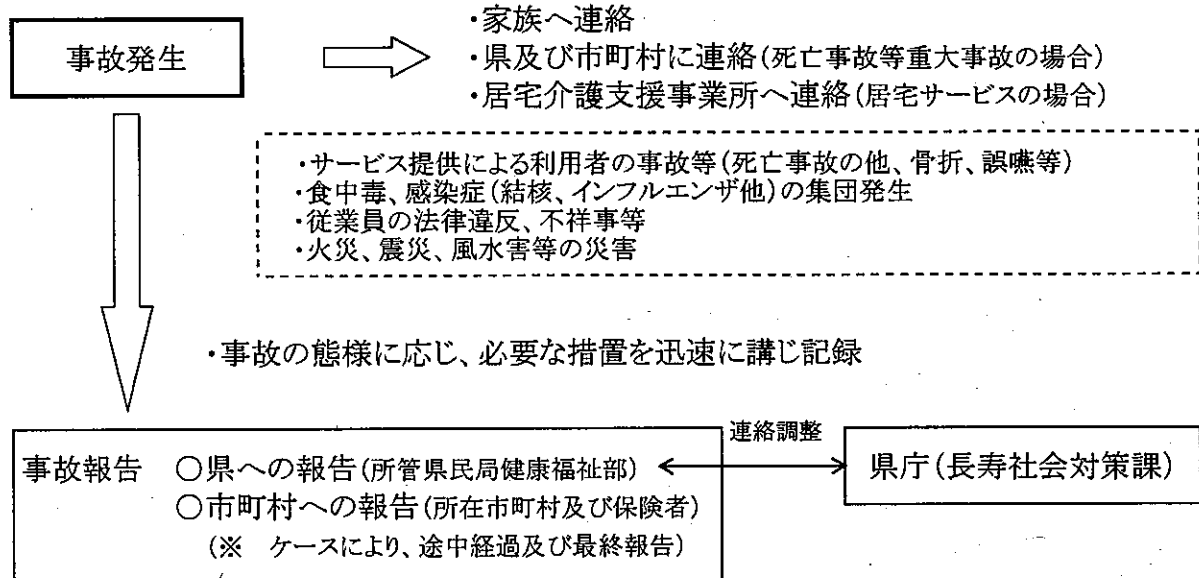 事故発生
・家族へ連絡
・県及び市町村に連絡(死亡事故等重大事故の場合)
・居宅介護支援事業所へ連絡(居宅サービスの場合)
・サービス提供による利用者の事故等(死亡事故の他、骨折、誤嚥等)
・食中毒、感染症(結核、インフルエンザ他)の集団発生
・従業員の法律違反、不祥事等
・火災、震災、風水害等の災害
・事故の態様に応じ、必要な措置を迅速に講じ記録
事故報告 ○県への報告(所管県民局健康福祉部)
○市町村への報告(所在市町村及び保険者)
(※ ケースにより、途中経過及び最終報告)
連絡調整
県庁(長寿社会対策課)